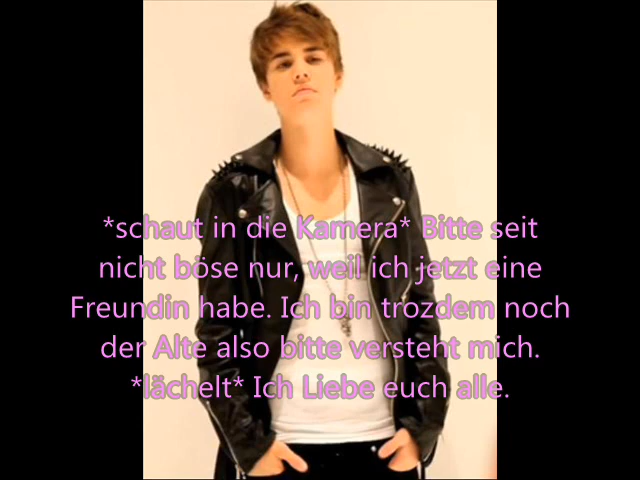 *schaut in die Kamera* Bitte seit
nicht böse nur, weil ich jetzt eine
Freundin habe. Ich bin trozdem noch
der Alte also bitte versteht mich.
*lächelt* Ich Liebe euch alle.